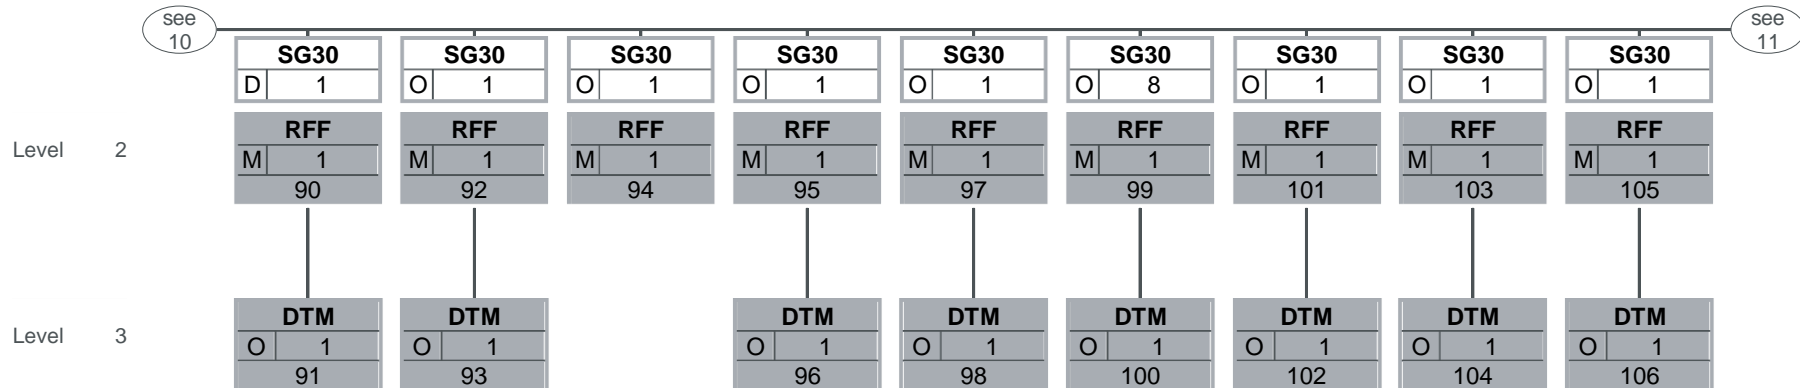 see
10
see
11
SG30 SG30 SG30 SG30 SG30 SG30 SG30 SG30 SG30
D 1 O 1 O 1 O 1 O 1 O 8 O 1 O 1 O 1
RFF RFF RFF RFF RFF RFF RFF RFF RFF
Level 2 M 1 M 1 M 1 M 1 M 1 M 1 M 1 M 1 M 1
90 92 94 95 97 99 101 103 105
DTM DTM DTM DTM DTM DTM DTM DTM
Level 3 O 1 O 1 O 1 O 1 O 1 O 1 O 1 O 1
91 93 96 98 100 102 104 106